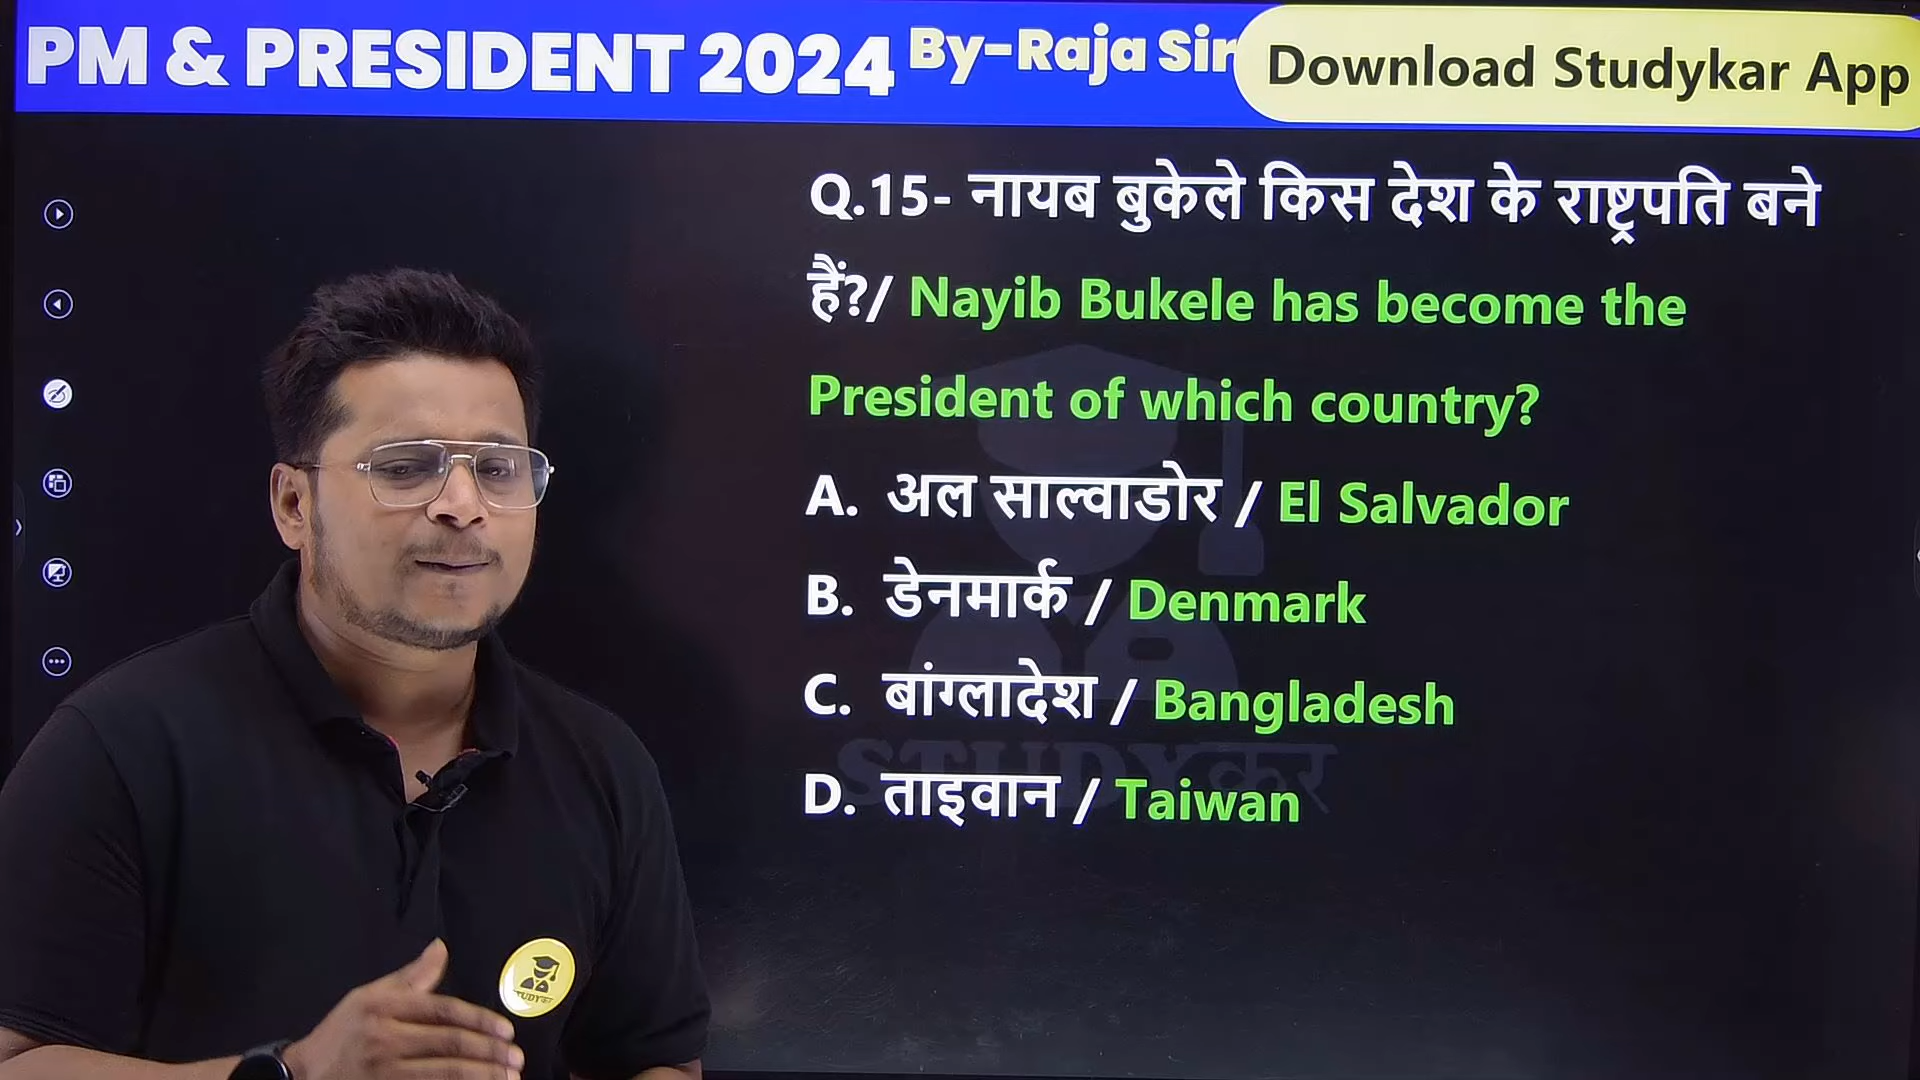 PM & PRESIDENT 2024 By-Raja Sir
Download Studykar App
Q.15- नायब बुकेले किस देश के राष्ट्रपति बने
हैं?/ Nayib Bukele has become the
President of which country?
A. अल साल्वाडोर / El Salvador
B. डेनमार्क / Denmark
C. बांग्लादेश / Bangladesh
D. ताइवान / Taiwan
STUDYकर